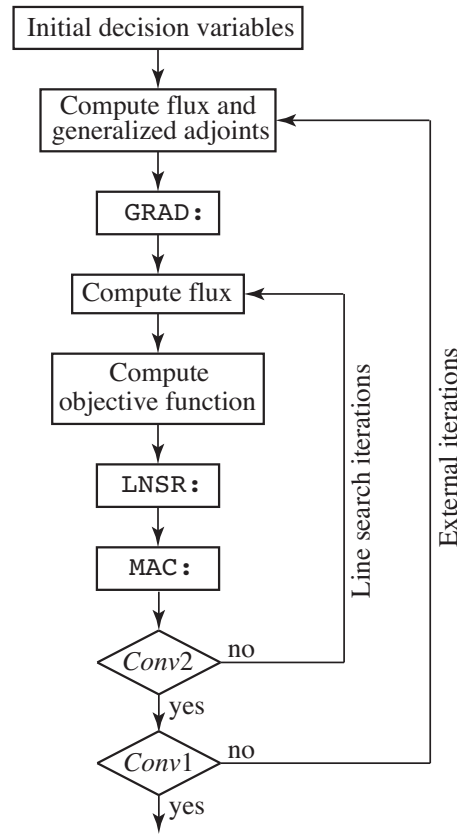 Initial decision variables
Compute flux and
generalized adjoints
GRAD:
Compute flux
Compute
objective function
LNSR:
MAC:
Conv2
no
yes
Conv1
no
yes
Line search iterations
External iterations